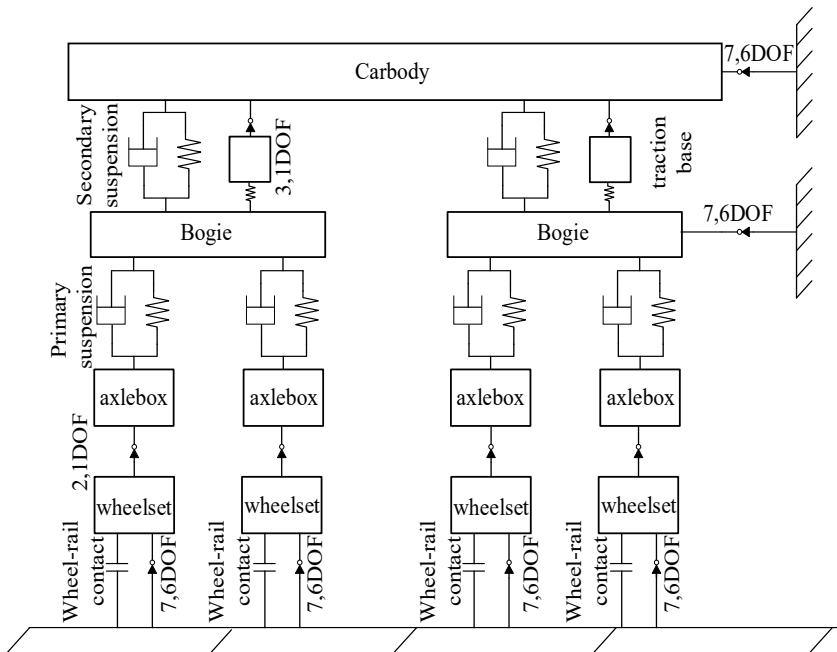 7,6DOF
Carbody
Secondary
suspension
3,1DOF
traction
base
7,6DOF
Bogie
Bogie
Primary
suspension
axlebox
axlebox
axlebox
axlebox
2,1DOF
wheelset
wheelset
wheelset
wheelset
Wheel-rail
contact
7,6DOF
Wheel-rail
contact
7,6DOF
Wheel-rail
contact
7,6DOF
Wheel-rail
contact
7,6DOF